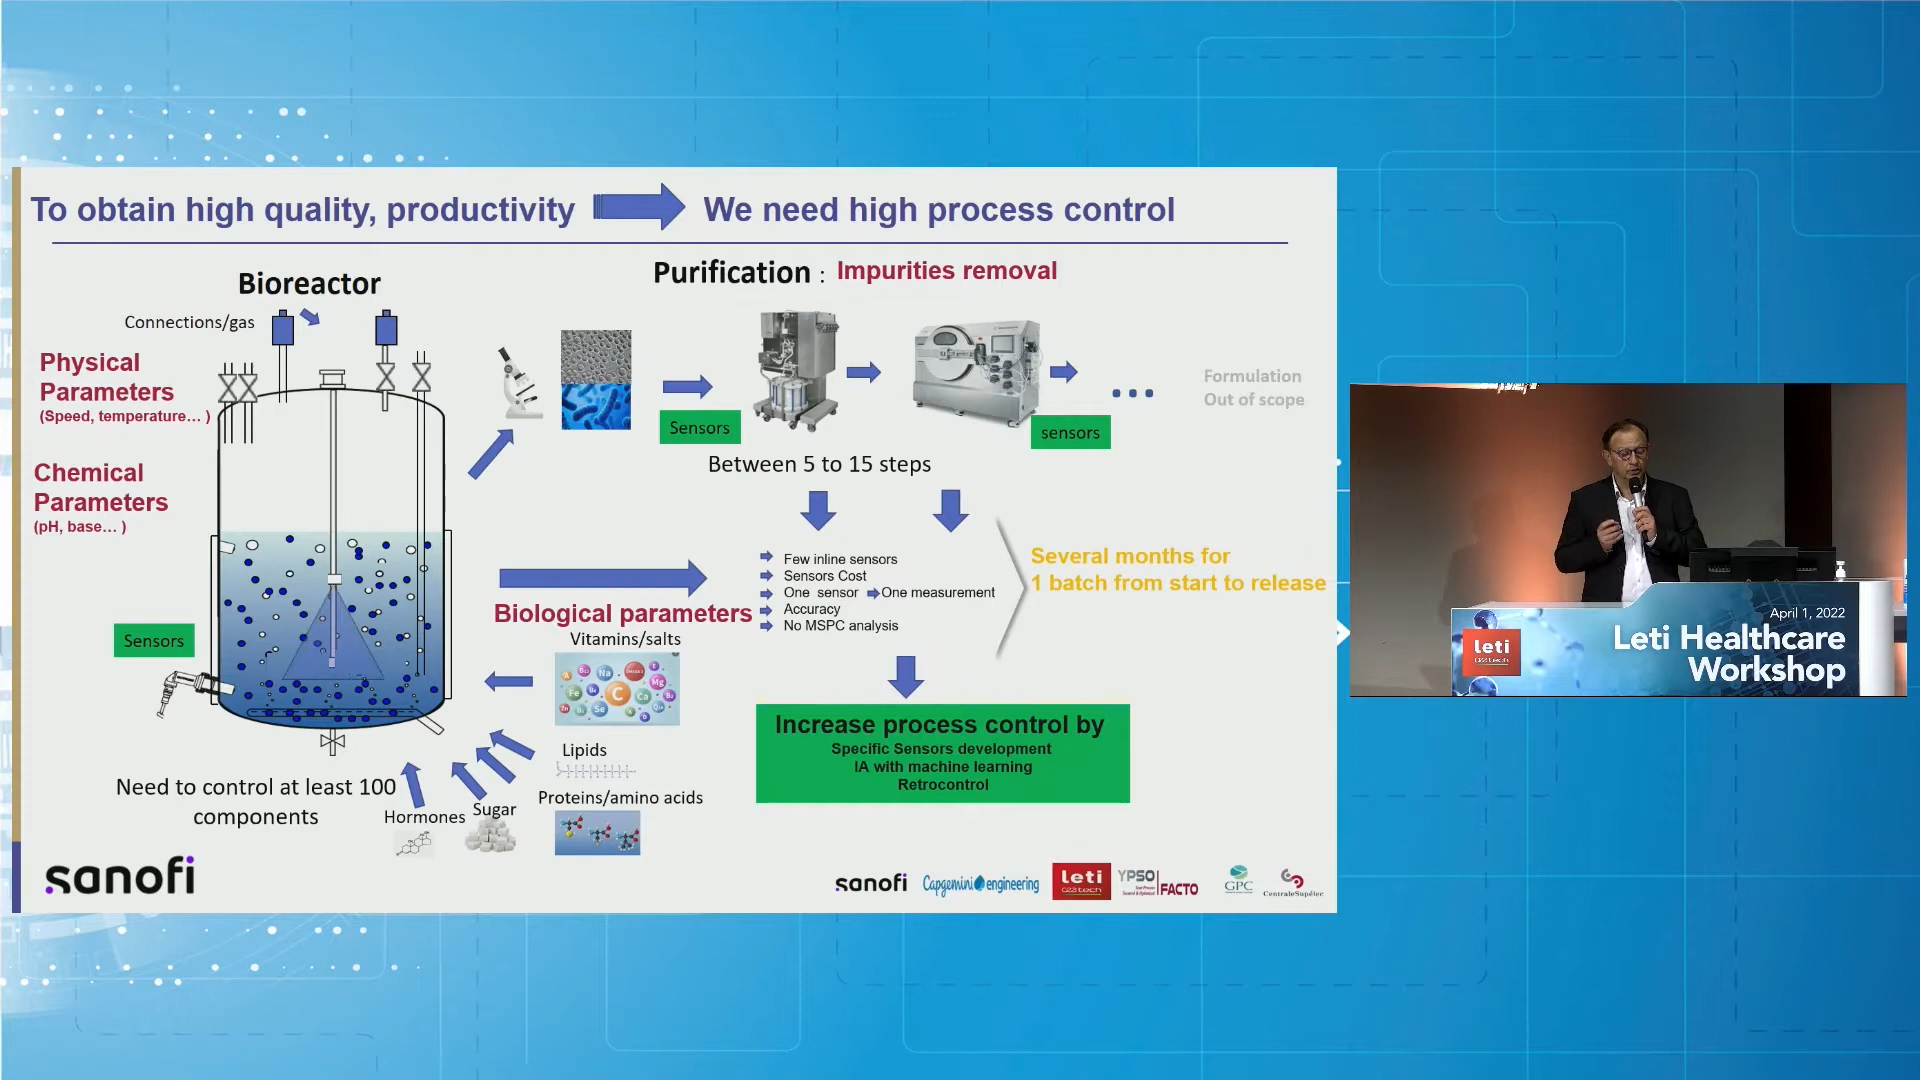 To obtain high quality, productivity
We need high process control
Bioreactor
Connections/gas
Physical
Parameters
(Speed, temperature... )
Chemical
Parameters
(pH, base... )
Sensors
Need to control at least 100
components
Purification : Impurities removal
Sensors
sensors
...
Formulation
Out of scope
Between 5 to 15 steps
Biological parameters
Vitamins/salts
Lipids
Proteins/amino acids
Sugar
Hormones
Few inline sensors
Sensors Cost
One sensor One measurement
Accuracy
No MSPC analysis
Several months for
1 batch from start to release
Increase process control by
Specific Sensors development
IA with machine learning
Retrocontrol
sanofi
sanofi
Capgemini engineering
leti
cea tech
YPSO FACTO
GPC
CentraleSupélec
April 1, 2022
Leti Healthcare
Workshop
leti
cea tech